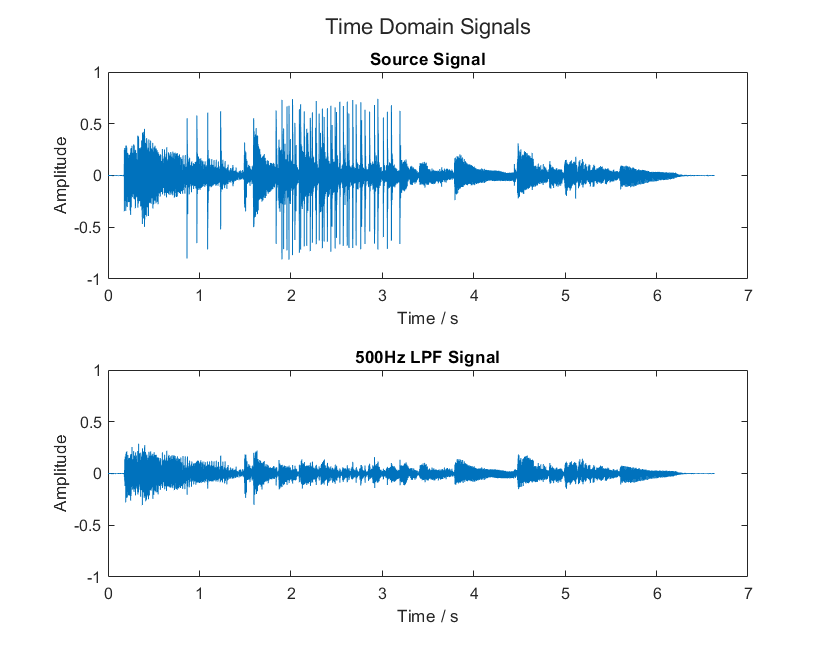 Time Domain Signals
Source Signal
1
0.5
0
-0.5
-1
Amplitude
0 1 2 3 4 5 6 7
Time / s
500Hz LPF Signal
1
0.5
0
-0.5
-1
Amplitude
0 1 2 3 4 5 6 7
Time / s